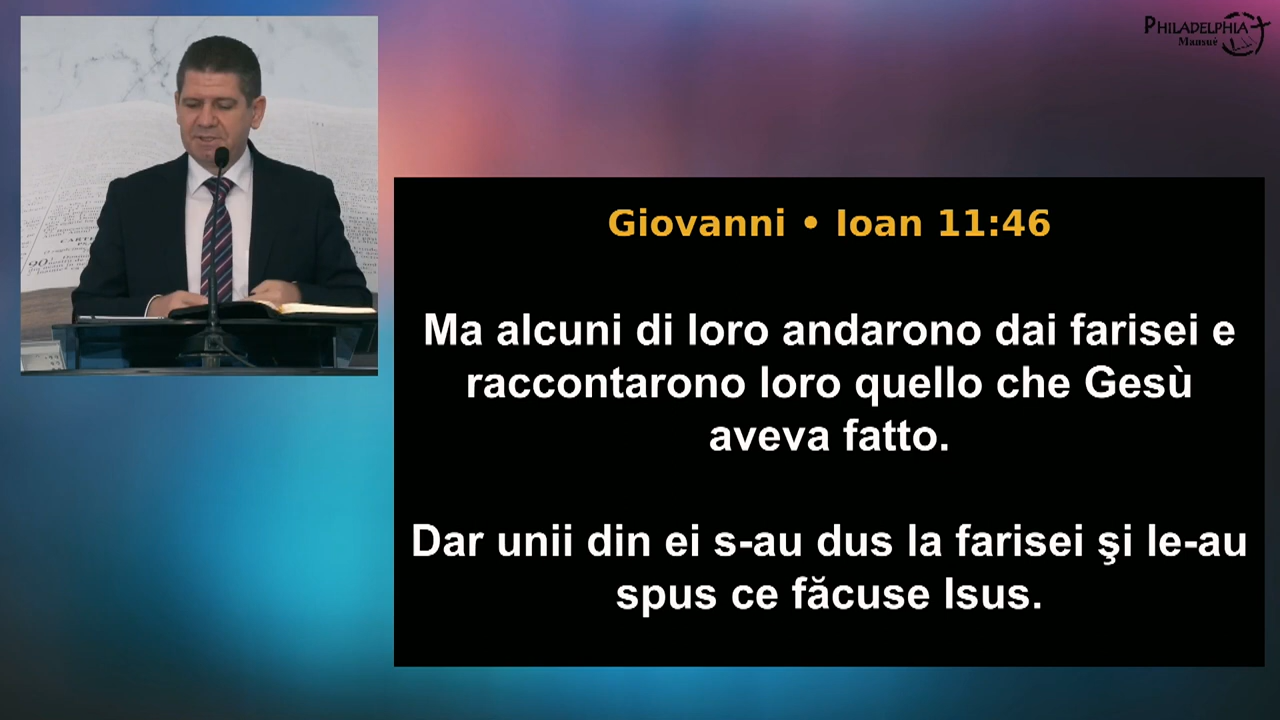 PHILADELPHIA
Mansuè
Giovanni • Ioan 11:46
Ma alcuni di loro andarono dai farisei e
raccontarono loro quello che Gesù
aveva fatto.
Dar unii din ei s-au dus la farisei şi le-au
spus ce făcuse Isus.